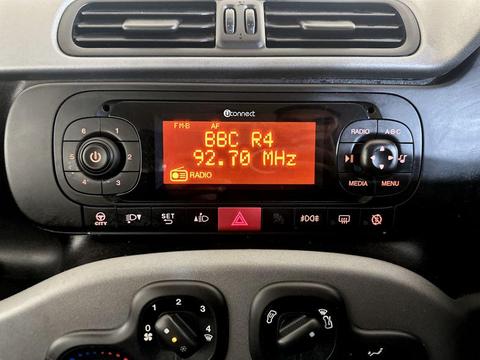 Uconnect
FM-B AF
BBC R4
92.70 MHz
RADIO
6 1
5 2
4 3
RADIO A-B-C
MEDIA MENU
CITY SET
0 1 2 3 4